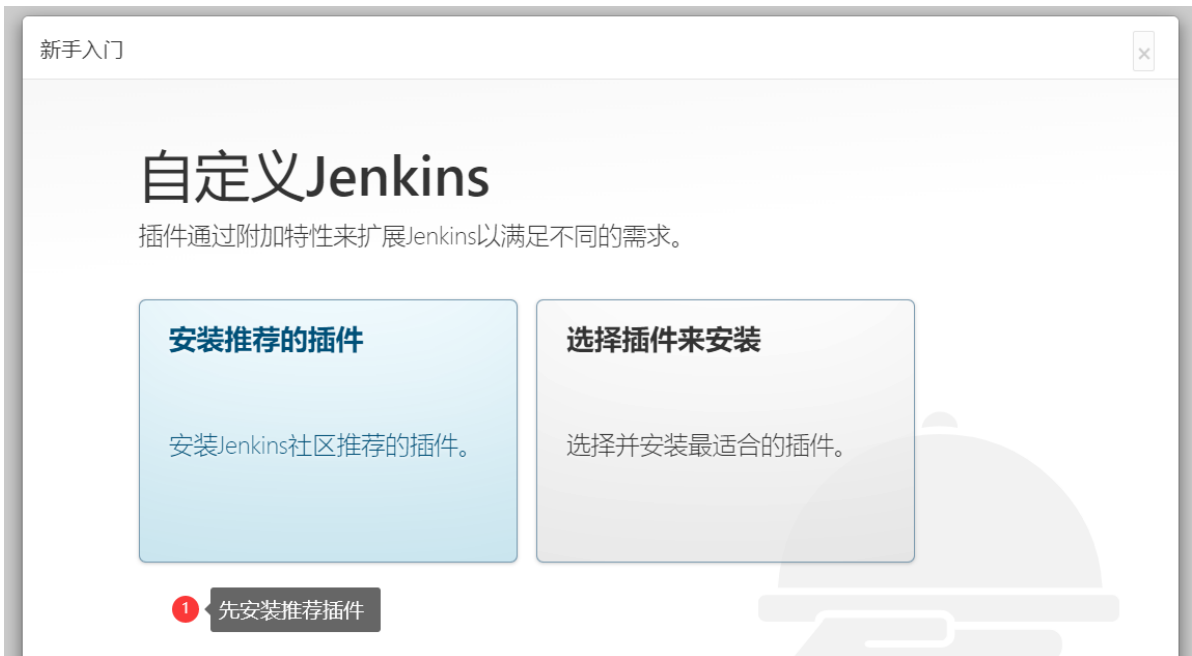 新手入门
×
自定义Jenkins
插件通过附加特性来扩展Jenkins以满足不同的需求。
安装推荐的插件
安装Jenkins社区推荐的插件。
选择插件来安装
选择并安装最适合的插件。
1 先安装推荐插件